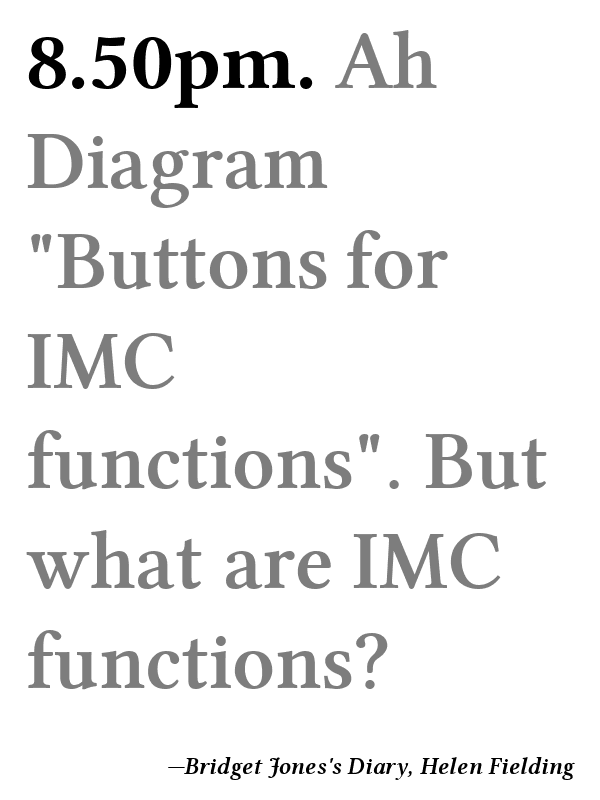 8.50pm. Ah
Diagram
"Buttons for
IMC
functions". But
what are IMC
functions?
—Bridget Jones's Diary, Helen Fielding